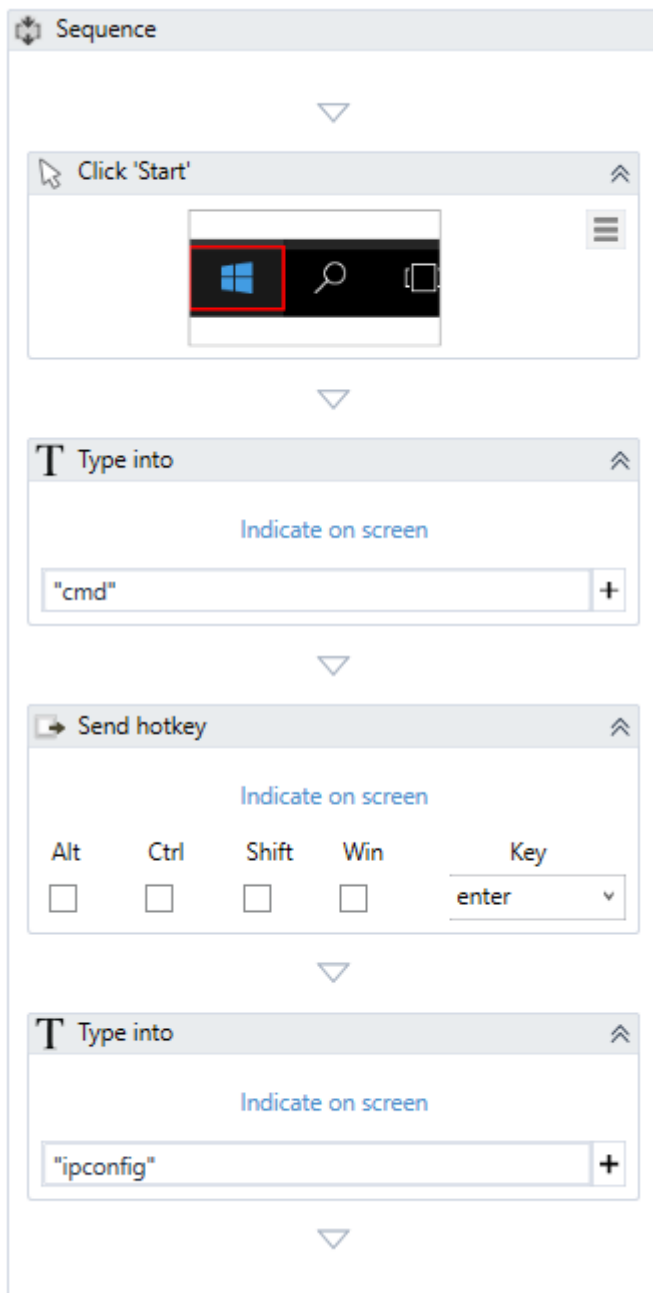 Sequence
Click 'Start'
T Type into
Indicate on screen
"cmd" +
Send hotkey
Indicate on screen
Alt Ctrl Shift Win Key
enter
T Type into
Indicate on screen
"ipconfig" +